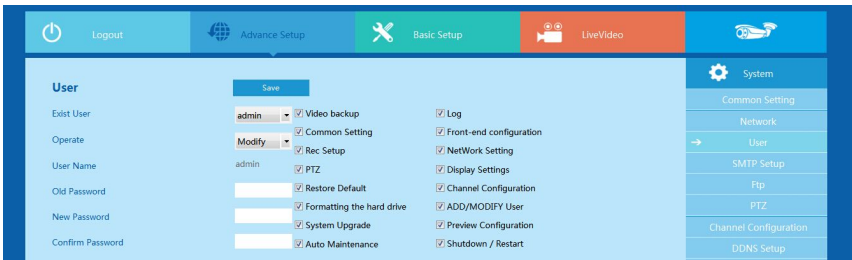 Logout Advance Setup Basic Setup LiveVideo
System
User Save
Common Setting
Exist User admin Video backup Log
Network
Common Setting Front-end configuration
Operate Modify User
Rec Setup NetWork Setting
User Name admin PTZ Display Settings
SMTP Setup
Old Password Restore Default Channel Configuration
Ftp
Formatting the hard drive ADD/MODIFY User
PTZ
New Password
System Upgrade Preview Configuration
Channel Configuration
Confirm Password Auto Maintenance Shutdown / Restart
DDNS Setup